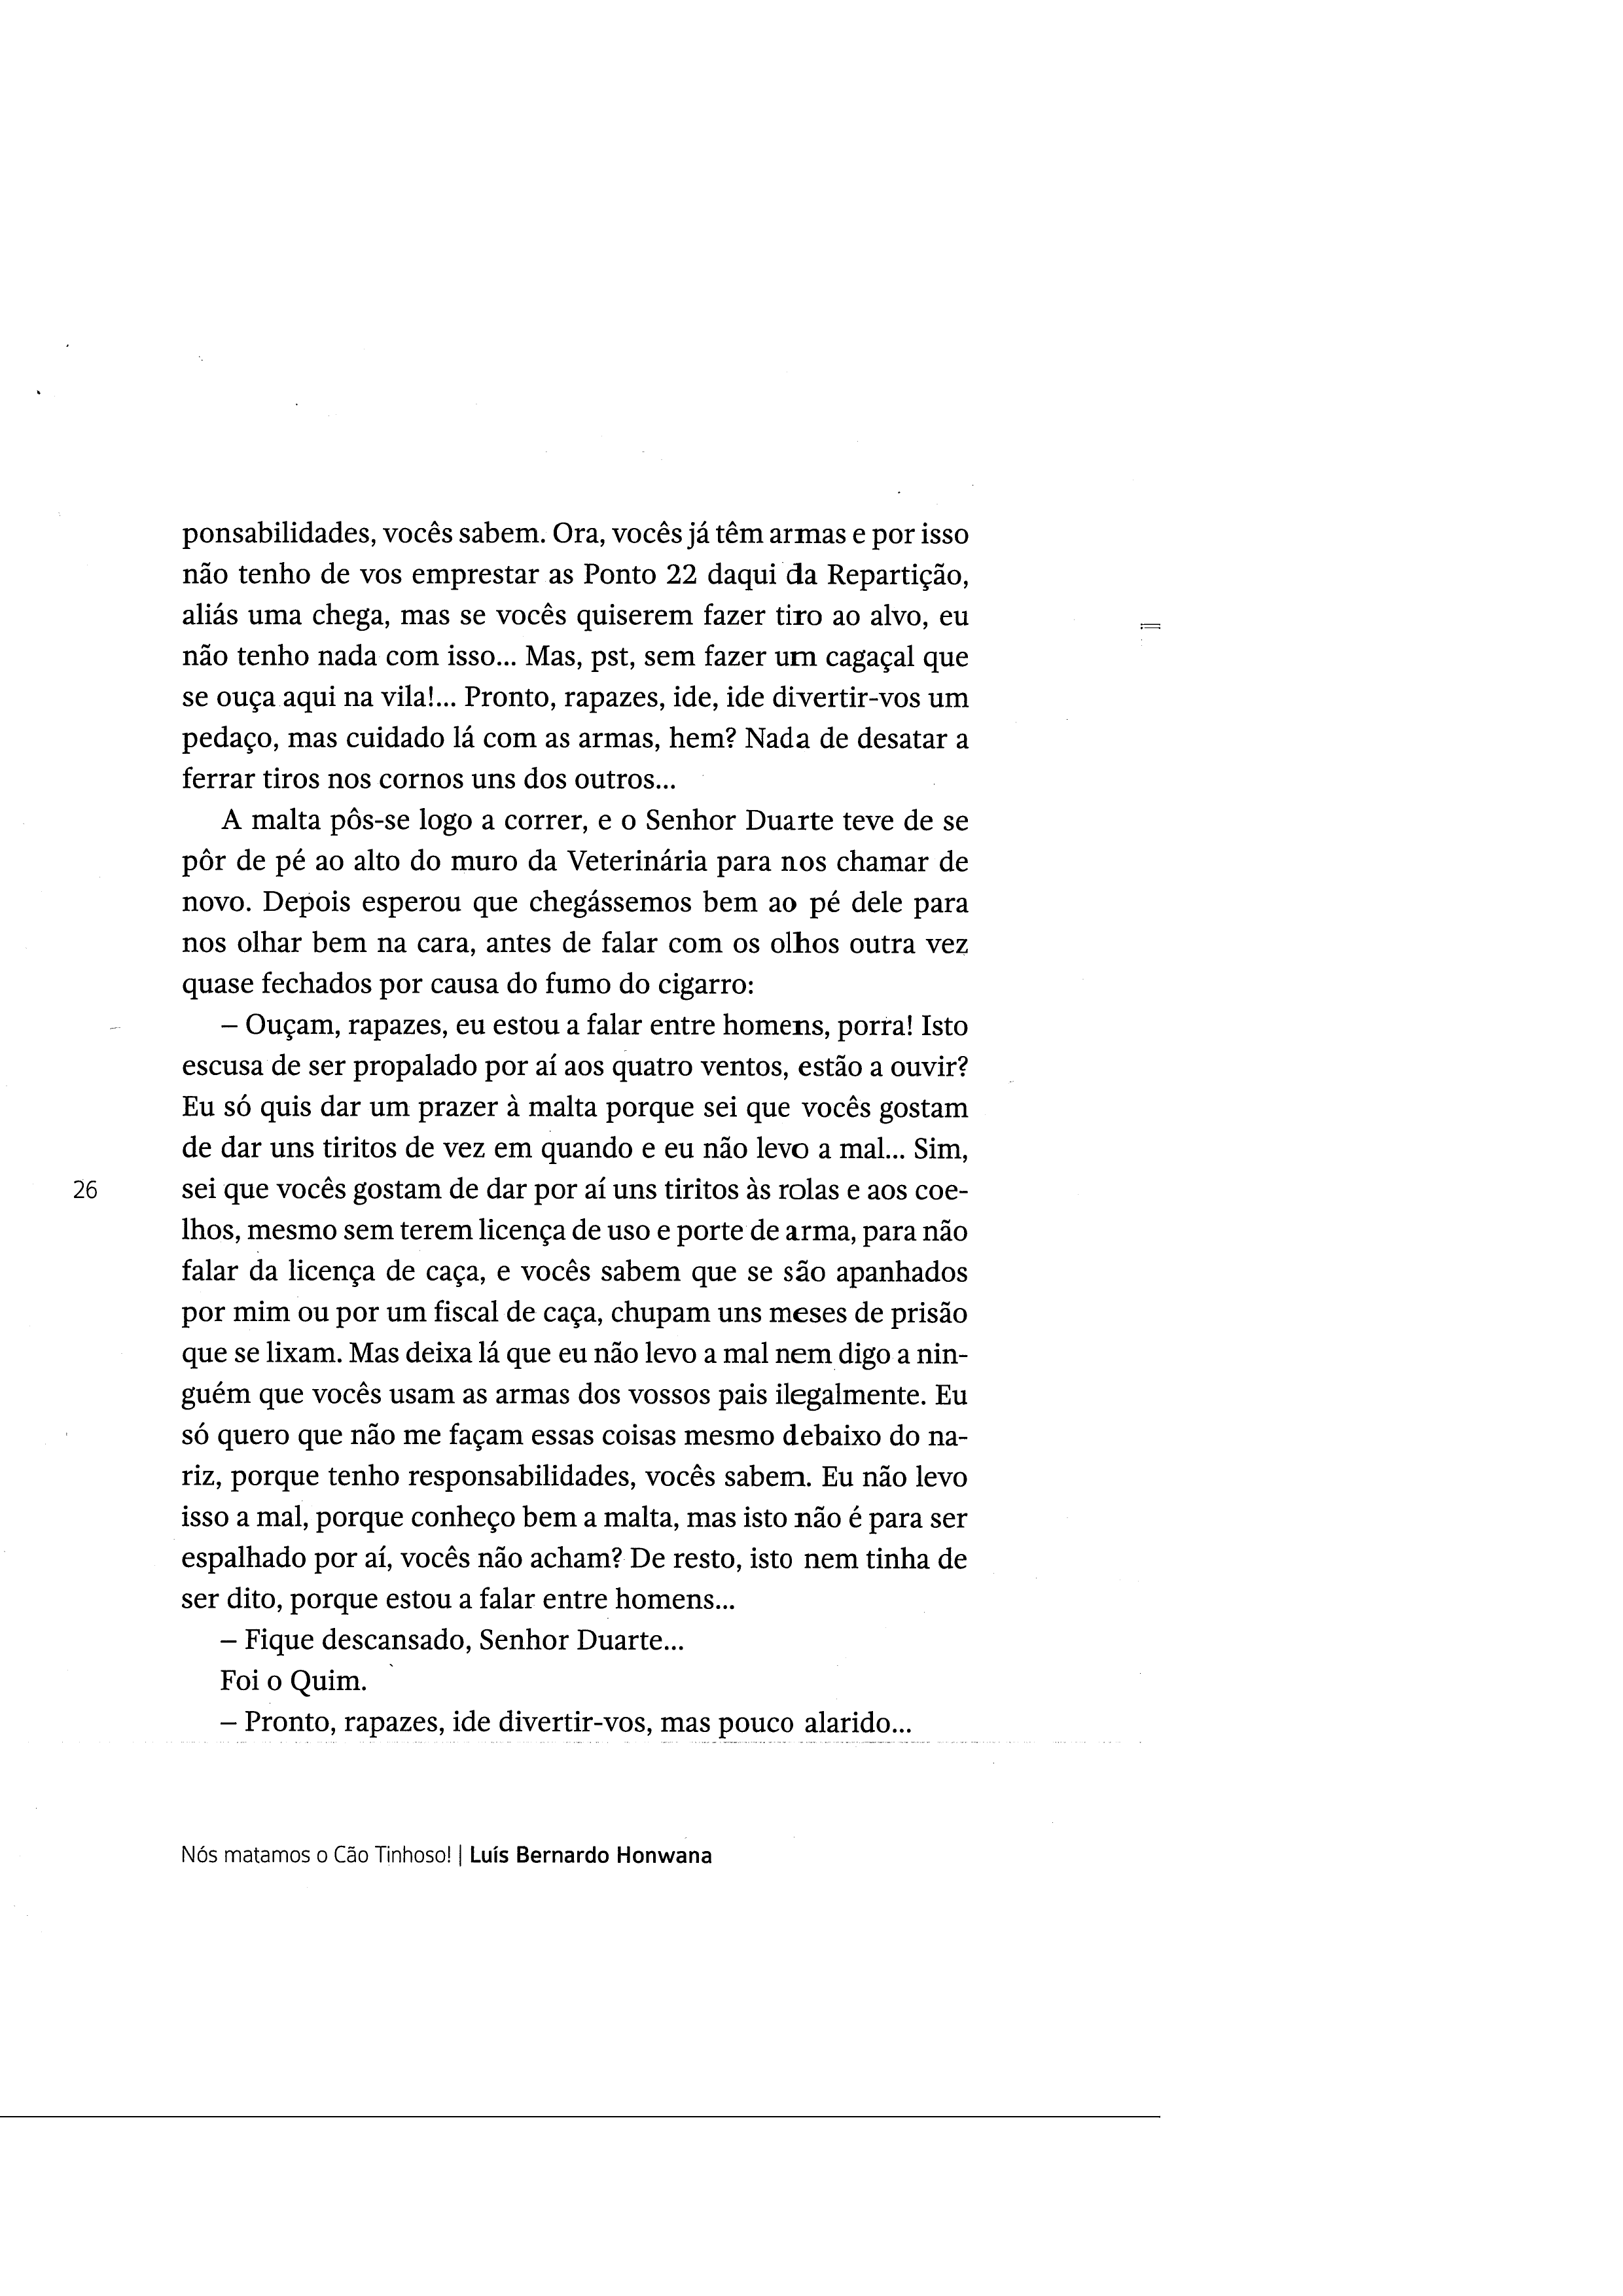 ponsabilidades, vocês sabem. Ora, vocês já têm armas e por isso
não tenho de vos emprestar as Ponto 22 daqui da Repartição,
aliás uma chega, mas se vocês quiserem fazer tiro ao alvo, eu
não tenho nada com isso... Mas, pst, sem fazer um cagaçal que
se ouça aqui na vila!... Pronto, rapazes, ide, ide divertir-vos um
pedaço, mas cuidado lá com as armas, hem? Nada de desatar a
ferrar tiros nos cornos uns dos outros...
A malta pôs-se logo a correr, e o Senhor Duarte teve de se
pôr de pé ao alto do muro da Veterinária para nos chamar de
novo. Depois esperou que chegássemos bem ao pé dele para
nos olhar bem na cara, antes de falar com os olhos outra vez
quase fechados por causa do fumo do cigarro:
– Ouçam, rapazes, eu estou a falar entre homens, porra! Isto
escusa de ser propalado por aí aos quatro ventos, estão a ouvir?
Eu só quis dar um prazer à malta porque sei que vocês gostam
de dar uns tiritos de vez em quando e eu não levo a mal... Sim,
sei que vocês gostam de dar por aí uns tiritos às rolas e aos coe-
lhos, mesmo sem terem licença de uso e porte de arma, para não
falar da licença de caça, e vocês sabem que se são apanhados
por mim ou por um fiscal de caça, chupam uns meses de prisão
que se lixam. Mas deixa lá que eu não levo a mal nem digo a nin-
guém que vocês usam as armas dos vossos pais ilegalmente. Eu
só quero que não me façam essas coisas mesmo debaixo do na-
riz, porque tenho responsabilidades, vocês sabem. Eu não levo
isso a mal, porque conheço bem a malta, mas isto não é para ser
espalhado por aí, vocês não acham? De resto, isto nem tinha de
ser dito, porque estou a falar entre homens...
– Fique descansado, Senhor Duarte...
Foi o Quim.
– Pronto, rapazes, ide divertir-vos, mas pouco alarido...
26
Nós matamos o Cão Tinhoso! | Luís Bernardo Honwana